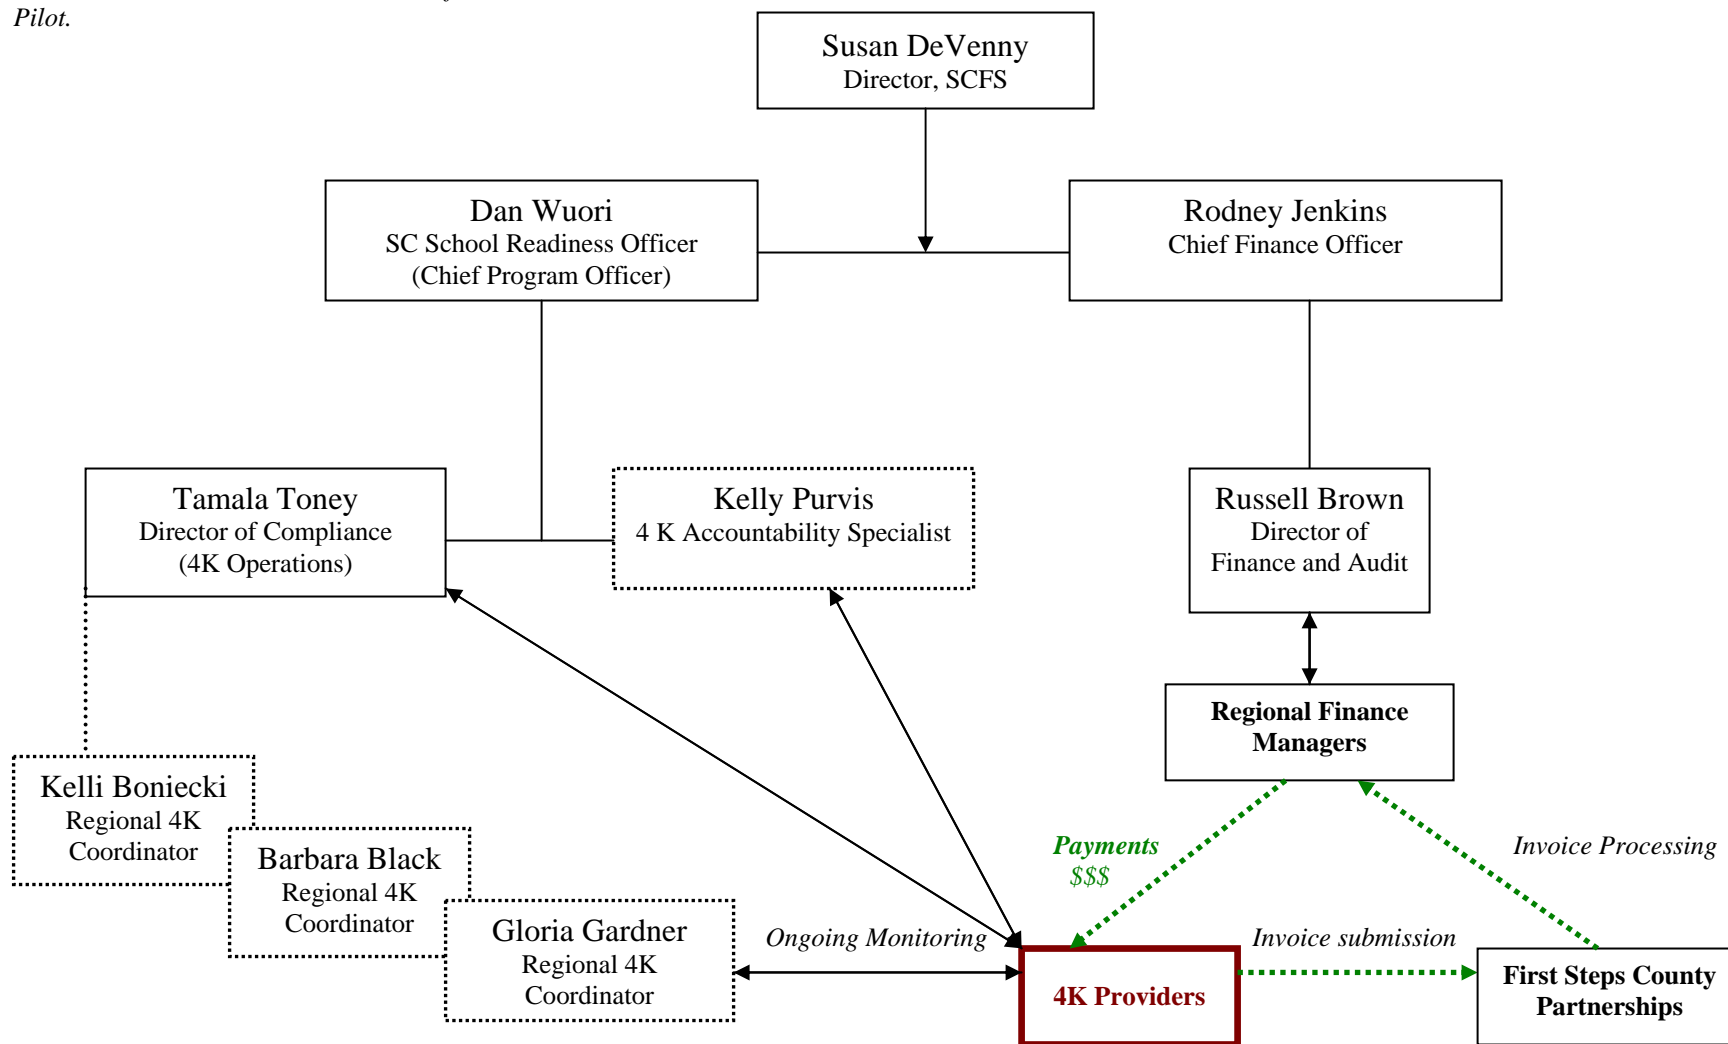 Pilot.
Susan DeVenny
Director, SCFS
Dan Wuori
SC School Readiness Officer
(Chief Program Officer)
Rodney Jenkins
Chief Finance Officer
Tamala Toney
Director of Compliance
(4K Operations)
Kelly Purvis
4 K Accountability Specialist
Russell Brown
Director of
Finance and Audit
Regional Finance
Managers
Kelli Boniecki
Regional 4K
Coordinator
Barbara Black
Regional 4K
Coordinator
Gloria Gardner
Regional 4K
Coordinator
Ongoing Monitoring
Payments
$$$
Invoice Processing
Invoice submission
4K Providers
First Steps County
Partnerships